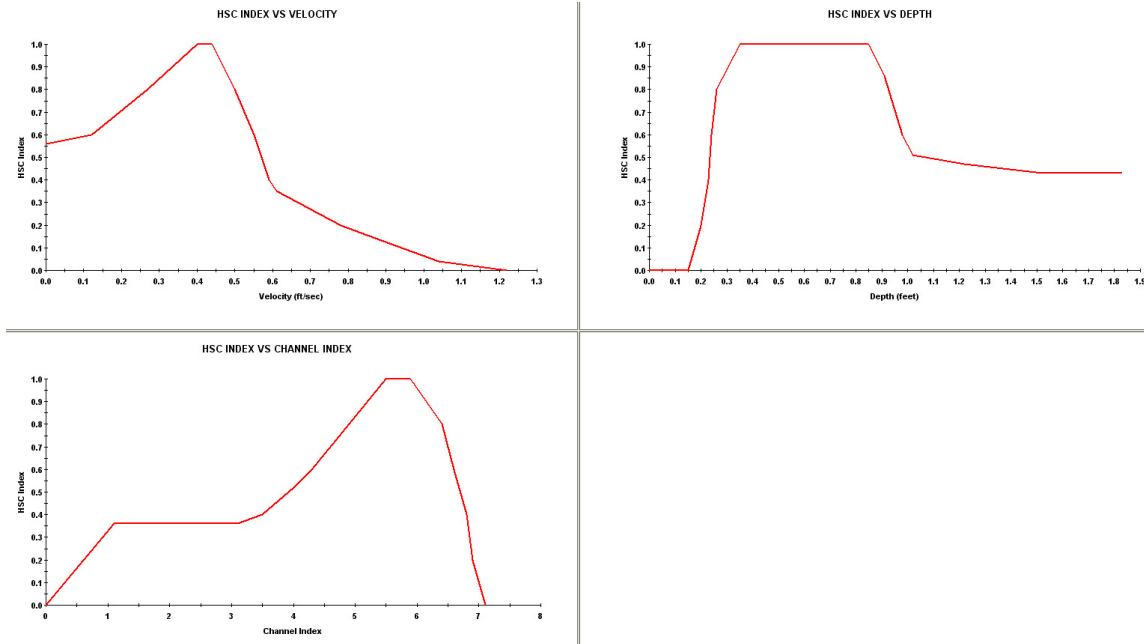 HSC INDEX VS VELOCITY
HSC Index
1.0
0.9
0.8
0.7
0.6
0.5
0.4
0.3
0.2
0.1
0.0
0.0 0.1 0.2 0.3 0.4 0.5 0.6 0.7 0.8 0.9 1.0 1.1 1.2 1.3
Velocity (ft/sec)
HSC INDEX VS DEPTH
HSC Index
1.0
0.9
0.8
0.7
0.6
0.5
0.4
0.3
0.2
0.1
0.0
0.0 0.1 0.2 0.3 0.4 0.5 0.6 0.7 0.8 0.9 1.0 1.1 1.2 1.3 1.4 1.5 1.6 1.7 1.8 1.9
Depth (feet)
HSC INDEX VS CHANNEL INDEX
HSC Index
1.0
0.9
0.8
0.7
0.6
0.5
0.4
0.3
0.2
0.1
0.0
0 1 2 3 4 5 6 7 8
Channel Index